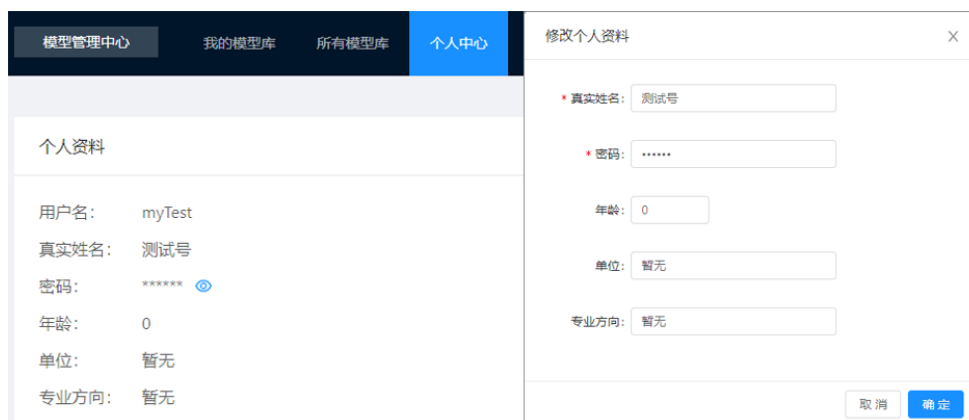 模型管理中心 我的模型库 所有模型库 个人中心
个人资料
用户名： myTest
真实姓名： 测试号
密码： ******
年龄： 0
单位： 暂无
专业方向： 暂无
修改个人资料
* 真实姓名： 测试号
* 密码： ••••••
年龄： 0
单位： 暂无
专业方向： 暂无
取消 确定